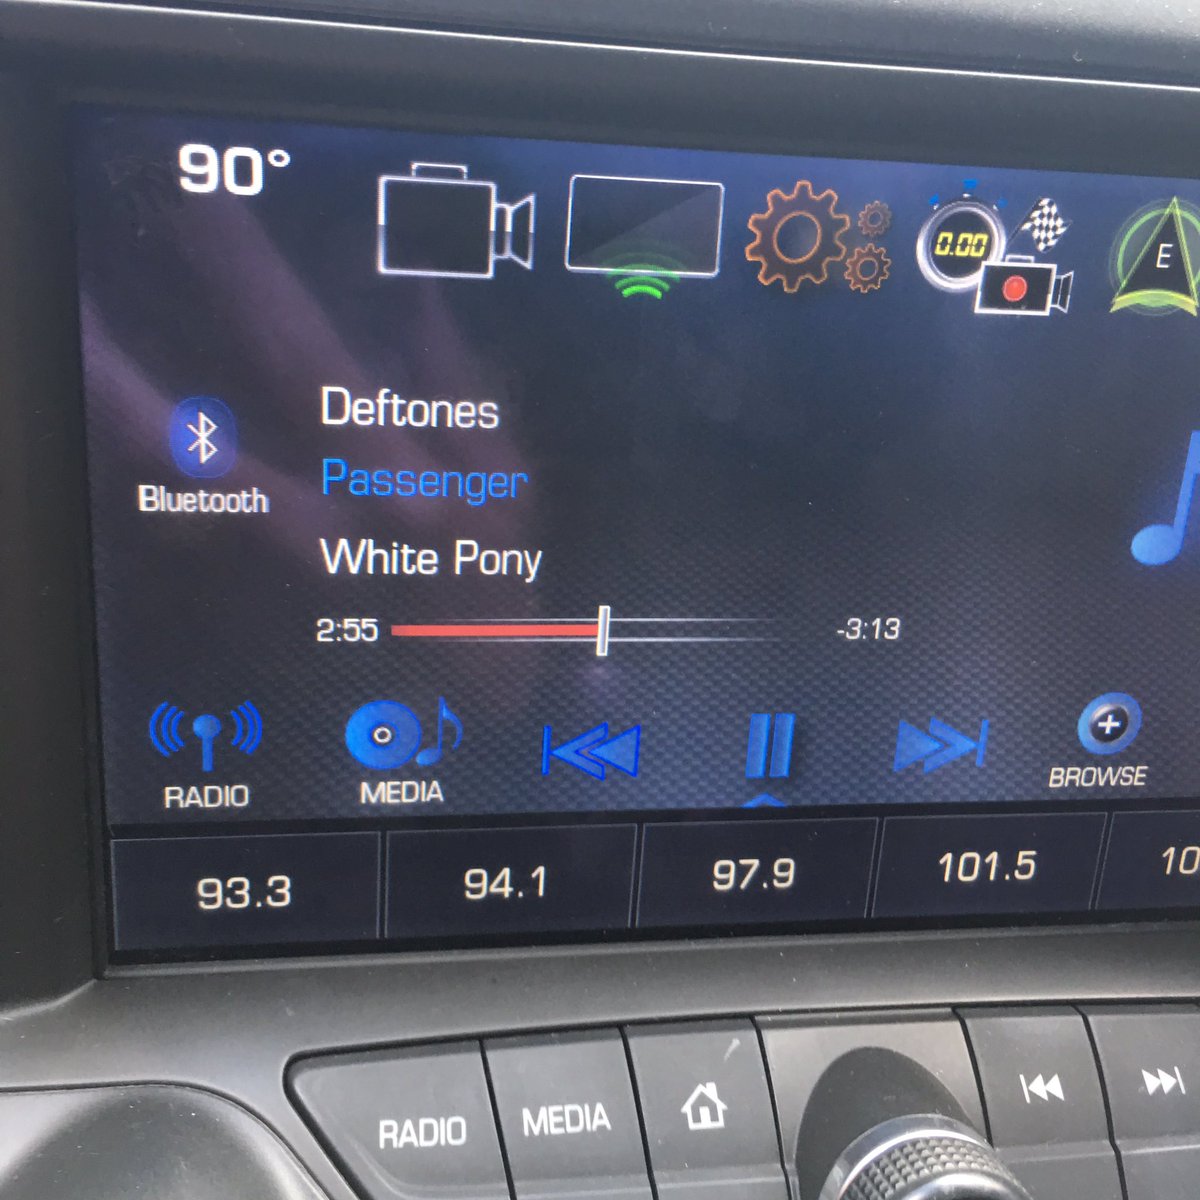 90°
0.00
E
Deftones
Bluetooth
Passenger
White Pony
2:55 -3:13
RADIO MEDIA BROWSE
93.3 94.1 97.9 101.5 10
RADIO MEDIA